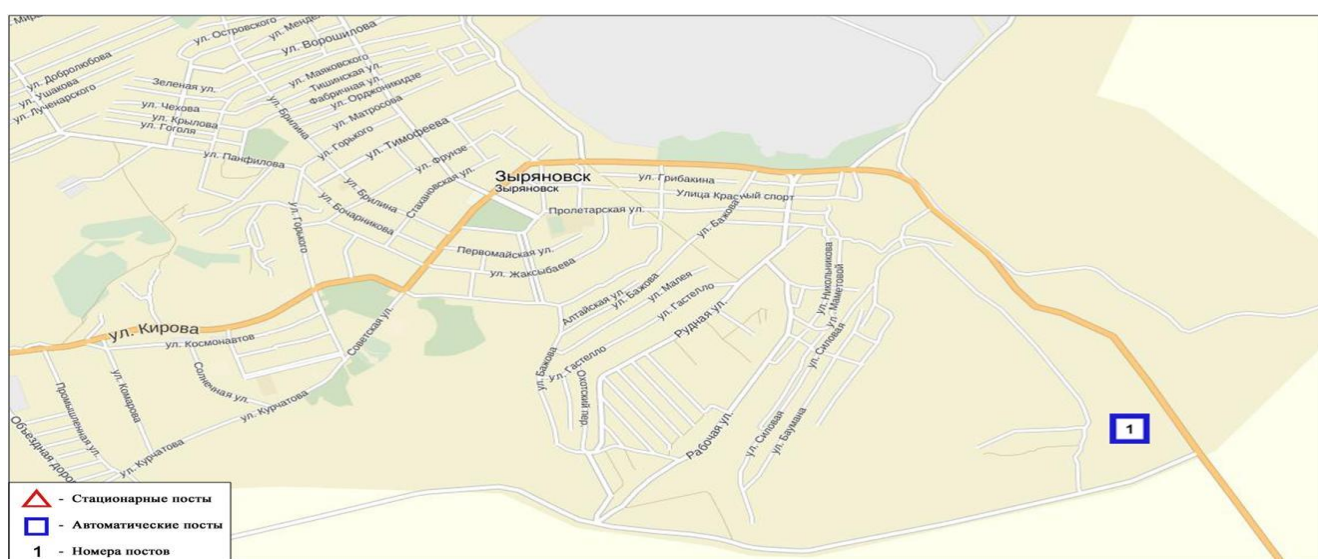 Мира
ул. Островского
ул. Менде
ул. Ворошилова
ул. Добролюбова
ул. Ушакова
ул. Лученарского
Зеленая ул.
ул. Чехова
ул. Крылова
ул. Гоголя
ул. Маяковского
Тишинская ул.
Фабричная ул.
ул. Орджоникидзе
ул. Матросова
ул. Брилина
ул. Горького
ул. Тимофеева
ул. Панфилова
ул. Фрунзе
Стахановская ул.
ул. Брилина
ул. Бочарникова
ул. Горького
Зыряновск
Зыряновск
ул. Грибакина
Улица Красный спорт
Пролетарская ул.
ул. Бажова
Первомайская ул.
ул. Жаксыбаева
ул. Никольникова
ул. Маметовой
Алтайская ул.
ул. Бажова
ул. Малея
ул. Гастелло
Рудная ул.
ул. Силовая
ул. Кирова
ул. Космонавтов
Советская ул.
Солнечная ул.
ул. Бажова
ул. Гастелло
Охотский пер.
Промышленная ул.
ул. Комарова
ул. Курчатова
ул. Курчатова
Объездная доро
Рабочая ул.
ул. Силовая
ул. Баумана
1
- Стационарные посты
- Автоматические посты
1 - Номера постов